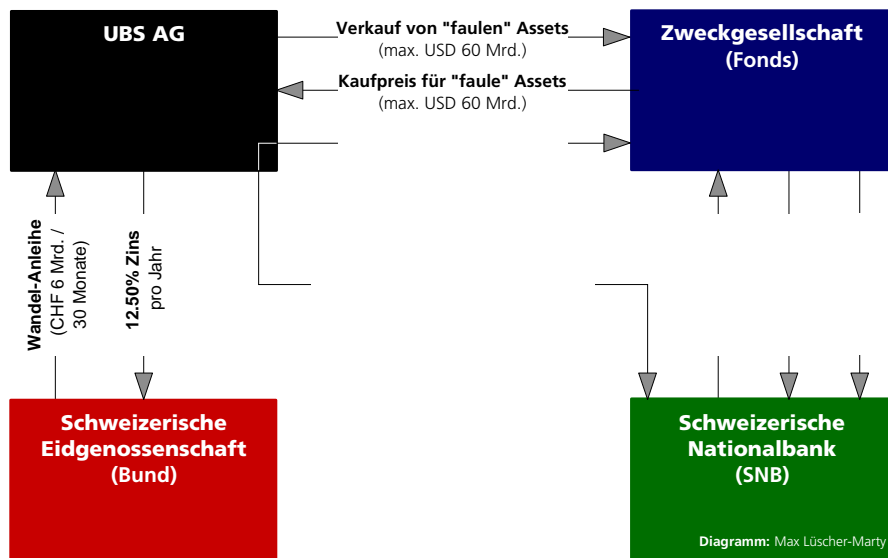 UBS AG
Verkauf von "faulen" Assets
(max. USD 60 Mrd.)
Kaufpreis für "faule" Assets
(max. USD 60 Mrd.)
Zweckgesellschaft
(Fonds)
Wandel-Anleihe
(CHF 6 Mrd. /
30 Monate)
12.50% Zins
pro Jahr
Schweizerische
Eidgenossenschaft
(Bund)
Schweizerische
Nationalbank
(SNB)
Diagramm: Max Lüscher-Marty